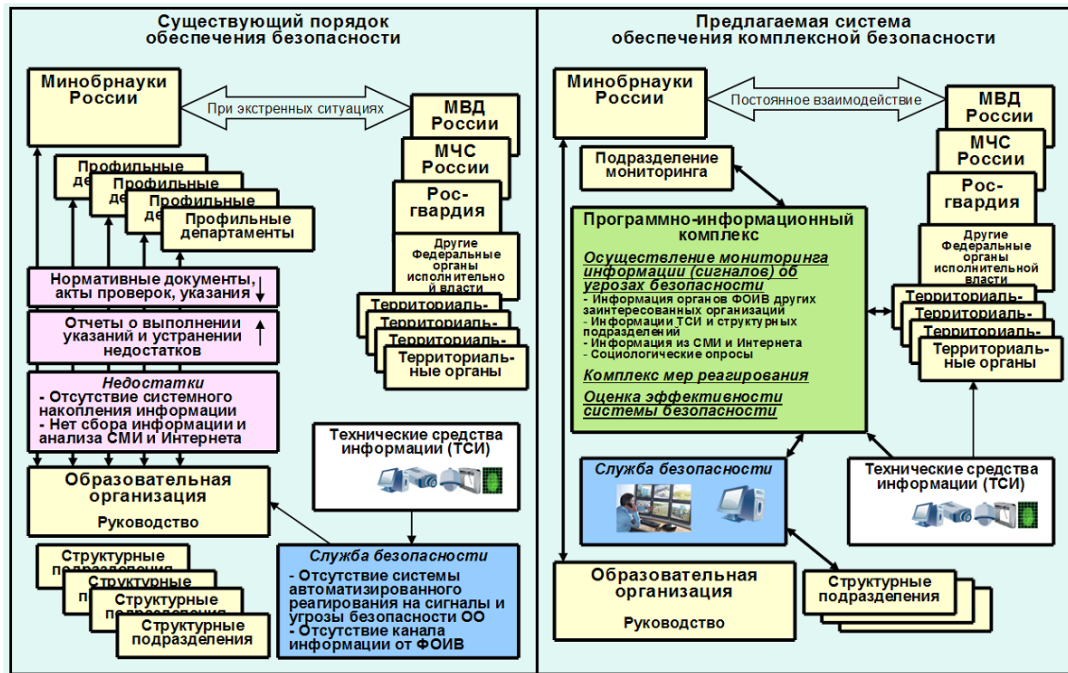 Существующий порядок
обеспечения безопасности
Минобрнауки
России
При экстренных ситуациях
МВД
России
МЧС
России
Рос-
гвардия
Другие
Федеральные
органы
исполнительно
й власти
Территориаль-
Территориаль-
Территориаль-
Территориаль-
ные органы
Профильные
де
Профильные
де
Профильные
де
Профильные
департаменты
Нормативные документы,
акты проверок, указания
Отчеты о выполнении
указаний и устранении
недостатков
Недостатки
- Отсутствие системного
накопления информации
- Нет сбора информации и
анализа СМИ и Интернета
Технические средства
информации (ТСИ)
Образовательная
организация
Руководство
Структурные
подразделения
Структурные
по
Структурные
по
Структурные
подразделения
Служба безопасности
- Отсутствие системы
автоматизированного
реагирования на сигналы и
угрозы безопасности ОО
- Отсутствие канала
информации от ФОИВ
Предлагаемая система
обеспечения комплексной безопасности
Минобрнауки
России
Постоянное взаимодействие
МВД
России
МЧС
России
Рос-
гвардия
Другие
Федеральные
органы
исполнительной
власти
Территориаль-
Территориаль-
Территориаль-
Территориаль-
ные органы
Подразделение
мониторинга
Программно-информационный
комплекс
Осуществление мониторинга
информации (сигналов) об
угрозах безопасности
- Информация органов ФОИВ других
заинтересованных организаций
- Информации ТСИ и структурных
подразделений
- Информация из СМИ и Интернета
- Социологические опросы
Комплекс мер реагирования
Оценка эффективности
системы безопасности
Служба безопасности
Технические средства
информации (ТСИ)
Образовательная
организация
Руководство
Структурные
подразделения